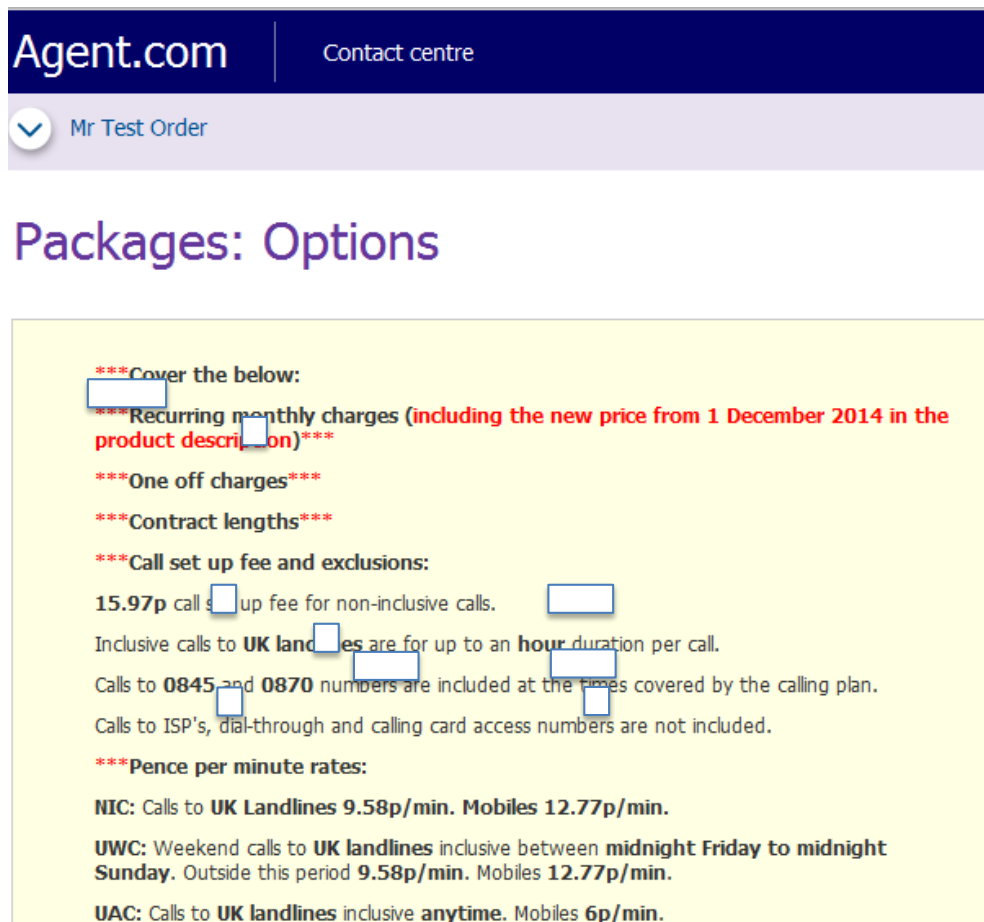 Agent.com
Contact centre
Mr Test Order
Packages: Options
***Cover the below:
***Recurring monthly charges (including the new price from 1 December 2014 in the
product description)***
***One off charges***
***Contract lengths***
***Call set up fee and exclusions:
15.97p call set up fee for non-inclusive calls.
Inclusive calls to UK landlines are for up to an hour duration per call.
Calls to 0845 and 0870 numbers are included at the times covered by the calling plan.
Calls to ISP's, dial-through and calling card access numbers are not included.
***Pence per minute rates:
NIC: Calls to UK Landlines 9.58p/min. Mobiles 12.77p/min.
UWC: Weekend calls to UK landlines inclusive between midnight Friday to midnight
Sunday. Outside this period 9.58p/min. Mobiles 12.77p/min.
UAC: Calls to UK landlines inclusive anytime. Mobiles 6p/min.